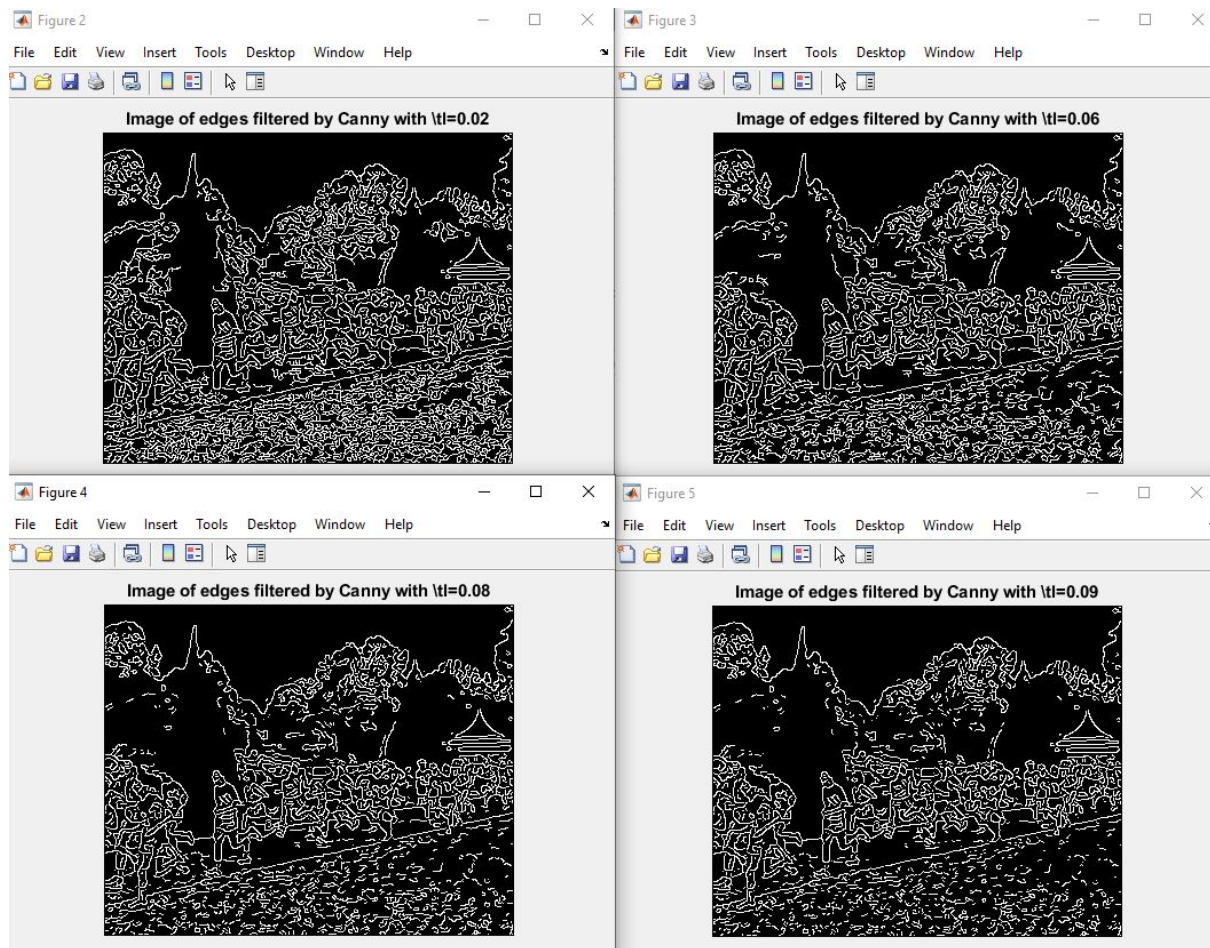 Figure 2
File Edit View Insert Tools Desktop Window Help
Image of edges filtered by Canny with \tl=0.02
Figure 3
File Edit View Insert Tools Desktop Window Help
Image of edges filtered by Canny with \tl=0.06
Figure 4
File Edit View Insert Tools Desktop Window Help
Image of edges filtered by Canny with \tl=0.08
Figure 5
File Edit View Insert Tools Desktop Window Help
Image of edges filtered by Canny with \tl=0.09